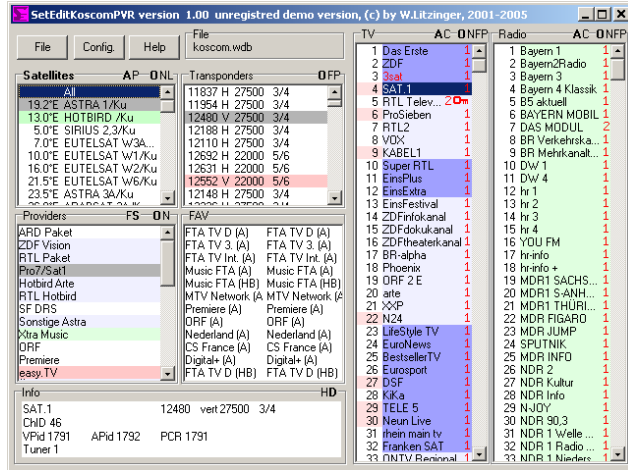 SetEditKoscomPVR version 1.00 unregistred demo version, (c) by W.Litzinger, 2001-2005
File Config. Help
File
koscom.wdb
Satellites AP ONL
All
19.2°E ASTRA 1/Ku
13.0°E HOTBIRD /Ku
5.0°E SIRIUS 2,3/Ku
7.0°E EUTELSAT W3A...
10.0°E EUTELSAT W1/Ku
16.0°E EUTELSAT W2/Ku
21.5°E EUTELSAT W6/Ku
23.5°E ASTRA 3A/Ku
Transponders OFP
11837 H 27500 3/4
11954 H 27500 3/4
12480 V 27500 3/4
12188 H 27500 3/4
12110 H 27500 3/4
12692 H 22000 5/6
12631 H 22000 5/6
12552 V 22000 5/6
12148 H 27500 3/4
Providers FS ON
ARD Paket
ZDF Vision
RTL Paket
Pro7/Sat1
Hotbird Arte
RTL Hotbird
SF DRS
Sonstige Astra
Xtra Music
ORF
Premiere
easy.TV
FAV
FTA TV D (A) FTA TV D (A)
FTA TV 3. (A) FTA TV 3. (A)
FTA TV Int. (A) FTA TV Int. (A)
Music FTA (A) Music FTA (A)
Music FTA (HB) Music FTA (HB)
MTV Network (A MTV Network (A
Premiere (A) Premiere (A)
ORF (A) ORF (A)
Nederland (A) Nederland (A)
CS France (A) CS France (A)
Digital+ (A) Digital+ (A)
FTA TV D (HB) FTA TV D (HB)
Info HD
SAT.1 12480 vert 27500 3/4
ChID 46
VPid 1791 APid 1792 PCR 1791
Tuner 1
TV AC ONFP
1 Das Erste 1
2 ZDF 1
3 3sat 1
4 SAT.1 1
5 RTL Telev... 2
6 ProSieben 1
7 RTL2 1
8 VOX 1
9 KABEL1 1
10 Super RTL 1
11 EinsPlus 1
12 EinsExtra 1
13 EinsFestival 1
14 ZDFinfokanal 1
15 ZDFdokukanal 1
16 ZDFtheaterkanal 1
17 BR-alpha 1
18 Phoenix 1
19 ORF 2 E 1
20 arte 1
21 XXP 1
22 N24 1
23 LifeStyle TV 1
24 EuroNews 1
25 BestsellerTV 1
26 Eurosport 1
27 DSF 1
28 KiKa 1
29 TELE 5 1
30 Neun Live 1
31 rhein main tv 1
32 Franken SAT 1
33 ONTV Regional 1
Radio AC ONFP
1 Bayern 1 1
2 Bayern2Radio 1
3 Bayern 3 1
4 Bayern 4 Klassik 1
5 B5 aktuell 1
6 BAYERN MOBIL 1
7 DAS MODUL 2
8 BR Verkehrska... 1
9 BR Mehrkanalt... 1
10 DW 1 1
11 DW 4 1
12 hr 1 1
13 hr 2 1
14 hr 3 1
15 hr 4 1
16 YOU FM 1
17 hr-info 1
18 hr-info + 1
19 MDR1 SACHS... 1
20 MDR1 S-ANH... 1
21 MDR1 THÜRI... 1
22 MDR FIGARO 1
23 MDR JUMP 1
24 SPUTNIK 1
25 MDR INFO 1
26 NDR 2 1
27 NDR Kultur 1
28 NDR Info 1
29 N-JOY 1
30 NDR 90,3 1
31 NDR 1 Welle ... 1
32 NDR 1 Radio ... 1
33 NDR 1 Nieders... 1